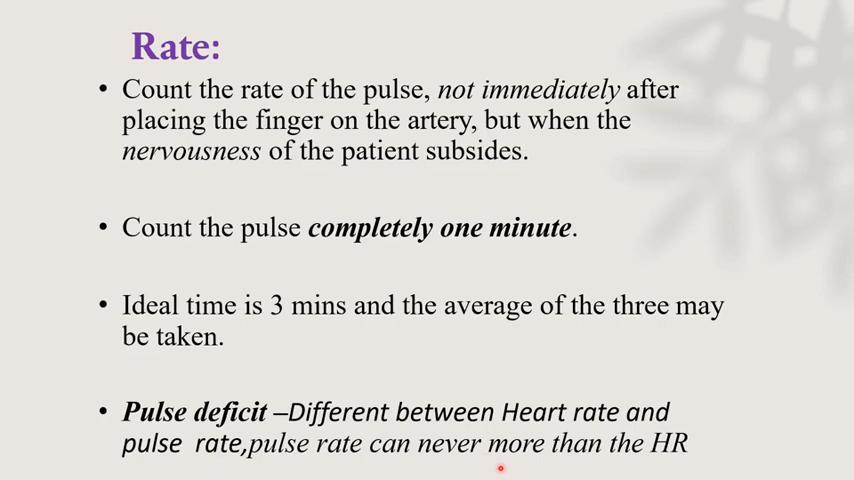 Rate:
• Count the rate of the pulse, not immediately after
placing the finger on the artery, but when the
nervousness of the patient subsides.
• Count the pulse completely one minute.
• Ideal time is 3 mins and the average of the three may
be taken.
• Pulse deficit –Different between Heart rate and
pulse rate,pulse rate can never more than the HR